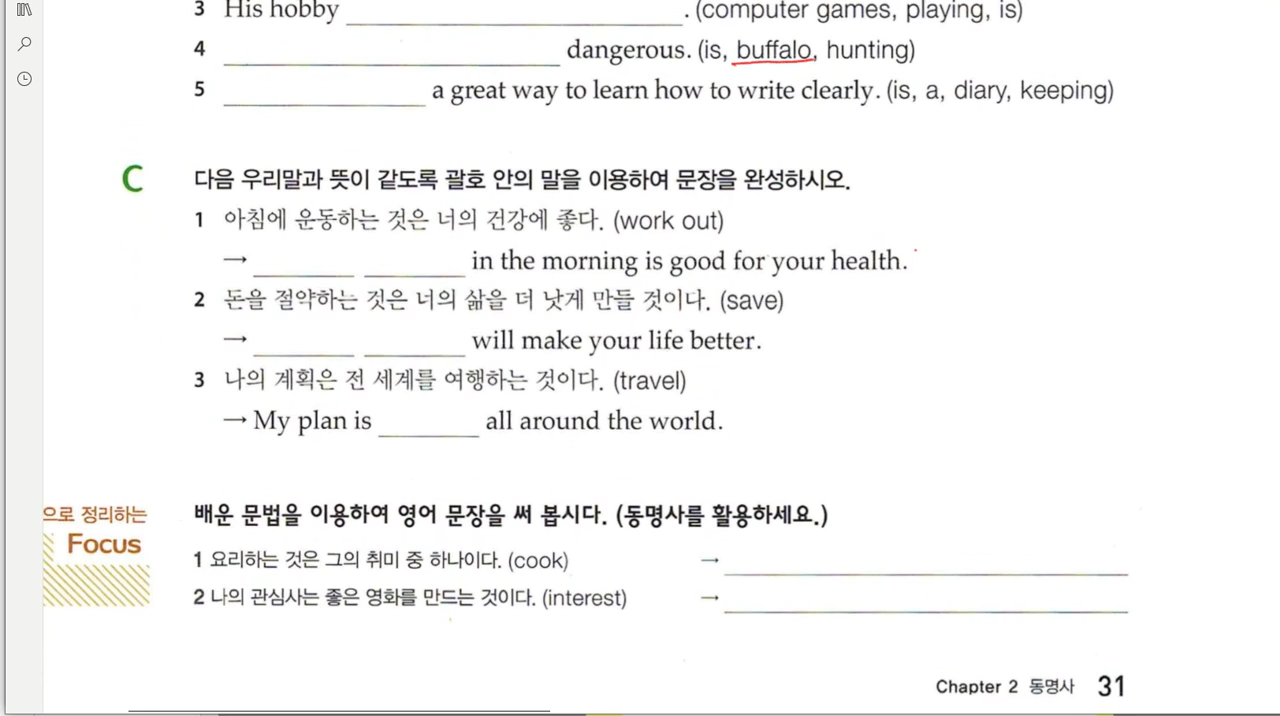 3 His hobby ______ . (computer games, playing, is)
4 ______ dangerous. (is, buffalo, hunting)
5 ______ a great way to learn how to write clearly. (is, a, diary, keeping)
C 다음 우리말과 뜻이 같도록 괄호 안의 말을 이용하여 문장을 완성하시오.
1 아침에 운동하는 것은 너의 건강에 좋다. (work out)
→ ______ ______ in the morning is good for your health.
2 돈을 절약하는 것은 너의 삶을 더 낫게 만들 것이다. (save)
→ ______ ______ will make your life better.
3 나의 계획은 전 세계를 여행하는 것이다. (travel)
→ My plan is ______ all around the world.
으로 정리하는
Focus
배운 문법을 이용하여 영어 문장을 써 봅시다. (동명사를 활용하세요.)
1 요리하는 것은 그의 취미 중 하나이다. (cook) → ______
2 나의 관심사는 좋은 영화를 만드는 것이다. (interest) → ______
Chapter 2 동명사 31